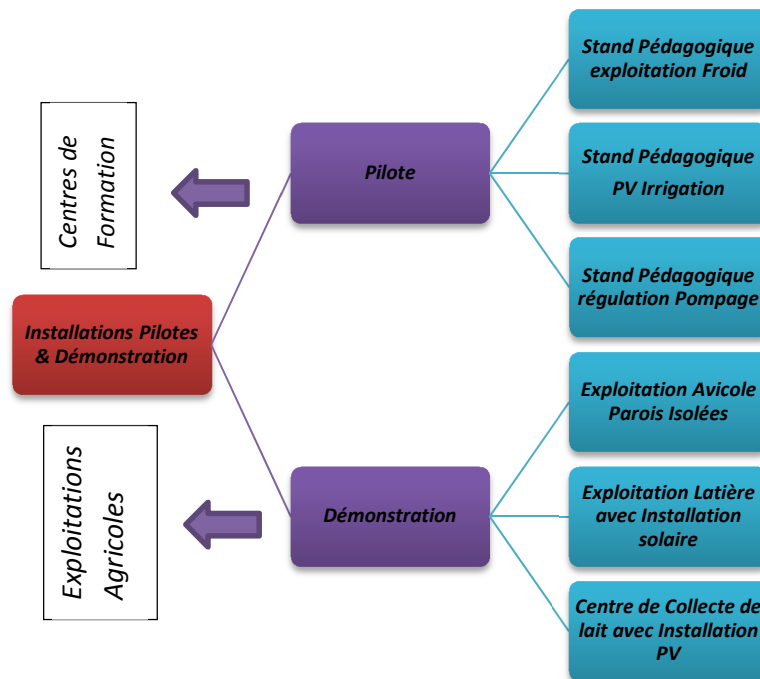 Stand Pédagogique
exploitation Froid
Centres de
Formation
Pilote
Stand Pédagogique
PV Irrigation
Stand Pédagogique
régulation Pompage
Installations Pilotes
& Démonstration
Exploitation Avicole
Parois Isolées
Exploitations
Agricoles
Démonstration
Exploitation Latière
avec Installation
solaire
Centre de Collecte de
lait avec Installation
PV